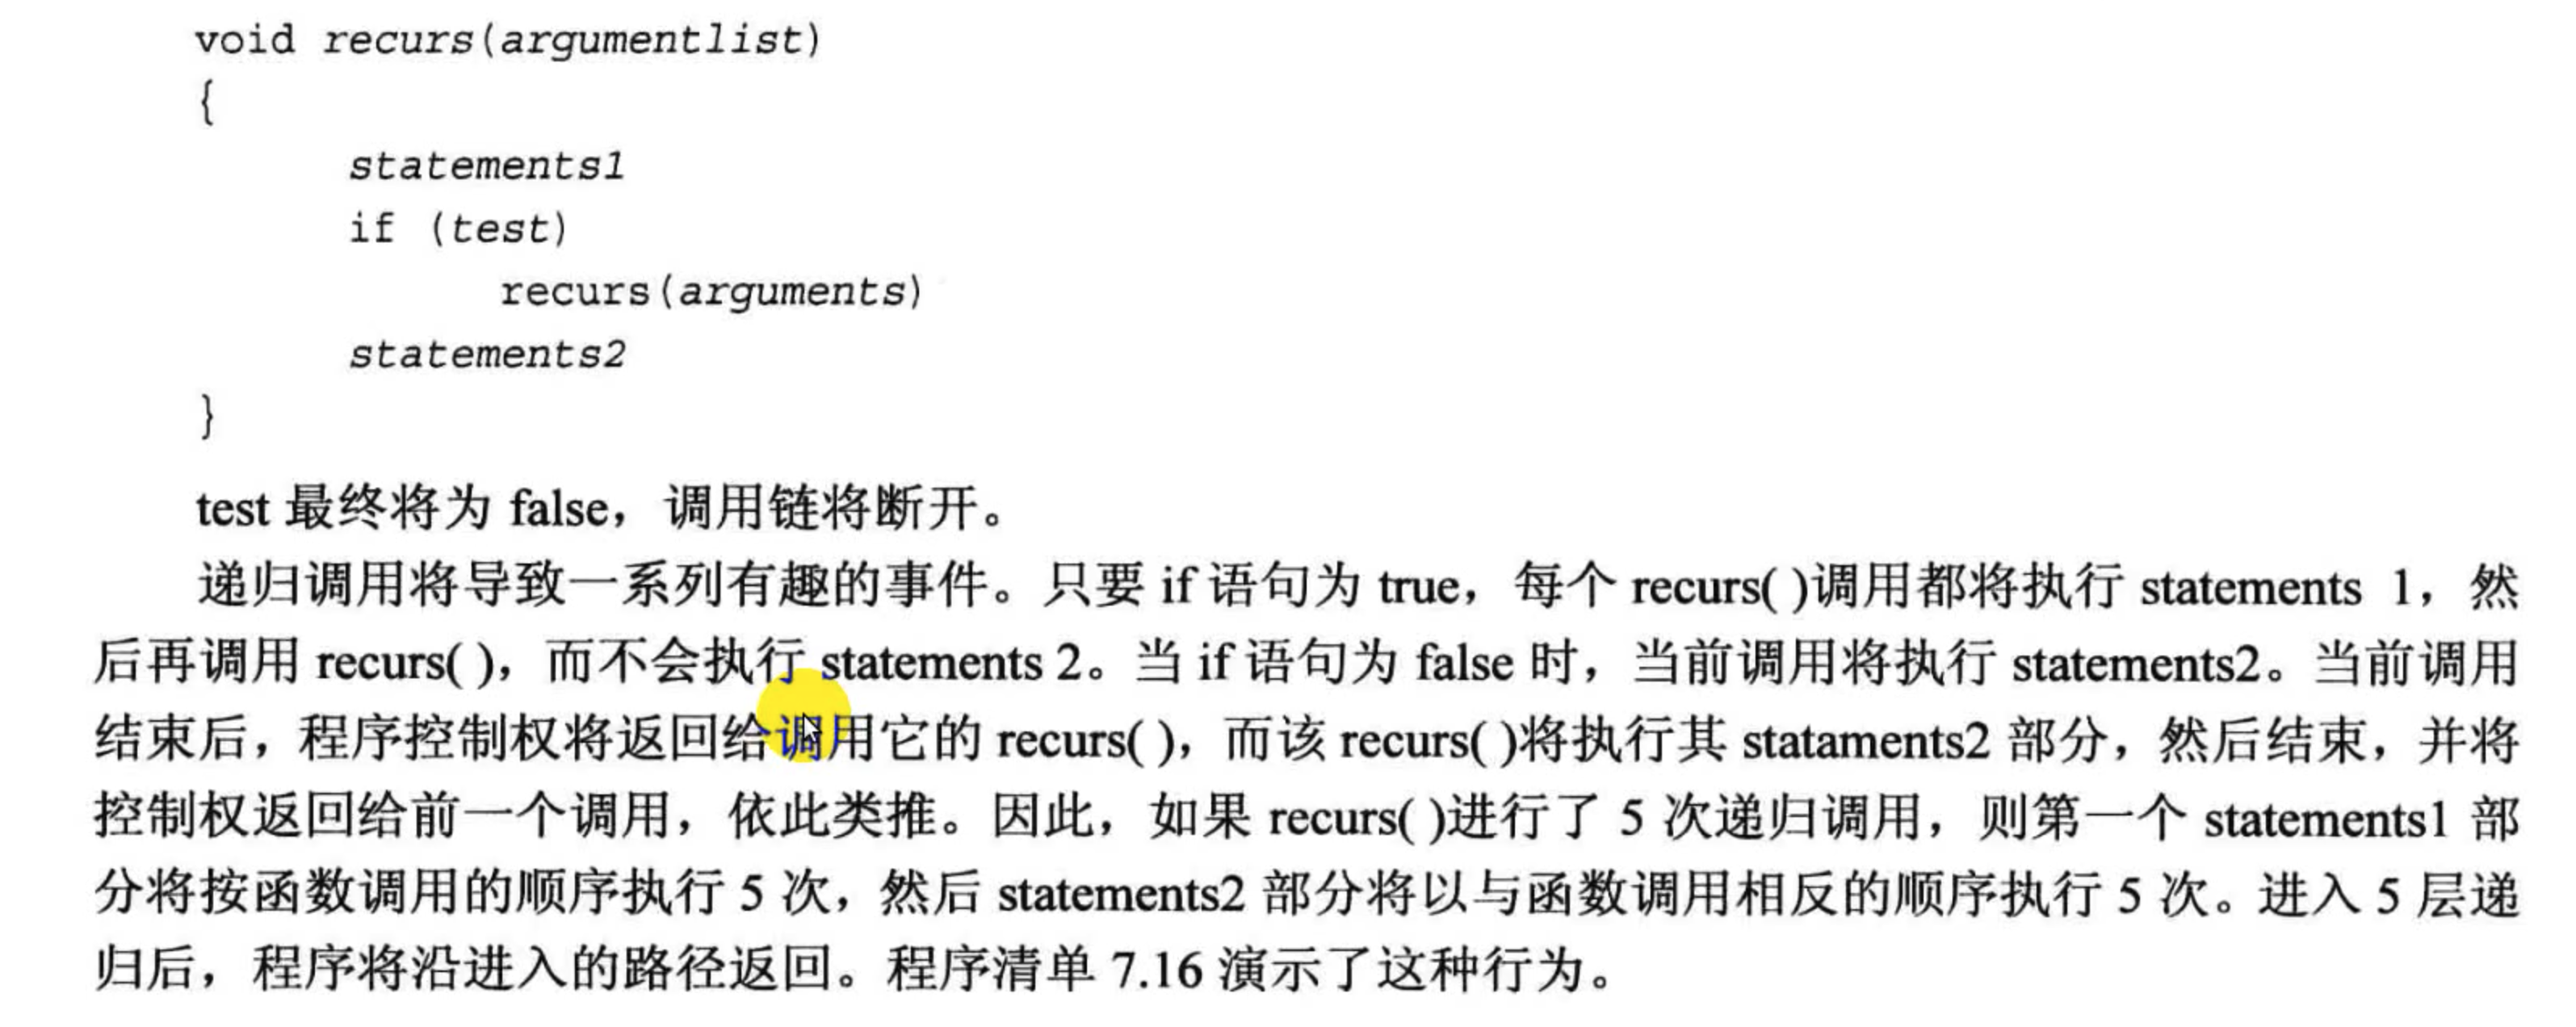 void recurs(argumentlist)
{
statements1
if (test)
recurs(arguments)
statements2
}
test 最终将为 false，调用链将断开。
递归调用将导致一系列有趣的事件。只要 if 语句为 true，每个 recurs( )调用都将执行 statements 1，然
后再调用 recurs( )，而不会执行 statements 2。当 if 语句为 false 时，当前调用将执行 statements2。当前调用
结束后，程序控制权将返回给调用它的 recurs( )，而该 recurs( )将执行其 stataments2 部分，然后结束，并将
控制权返回给前一个调用，依此类推。因此，如果 recurs( )进行了 5 次递归调用，则第一个 statements1 部
分将按函数调用的顺序执行 5 次，然后 statements2 部分将以与函数调用相反的顺序执行 5 次。进入 5 层递
归后，程序将沿进入的路径返回。程序清单 7.16 演示了这种行为。